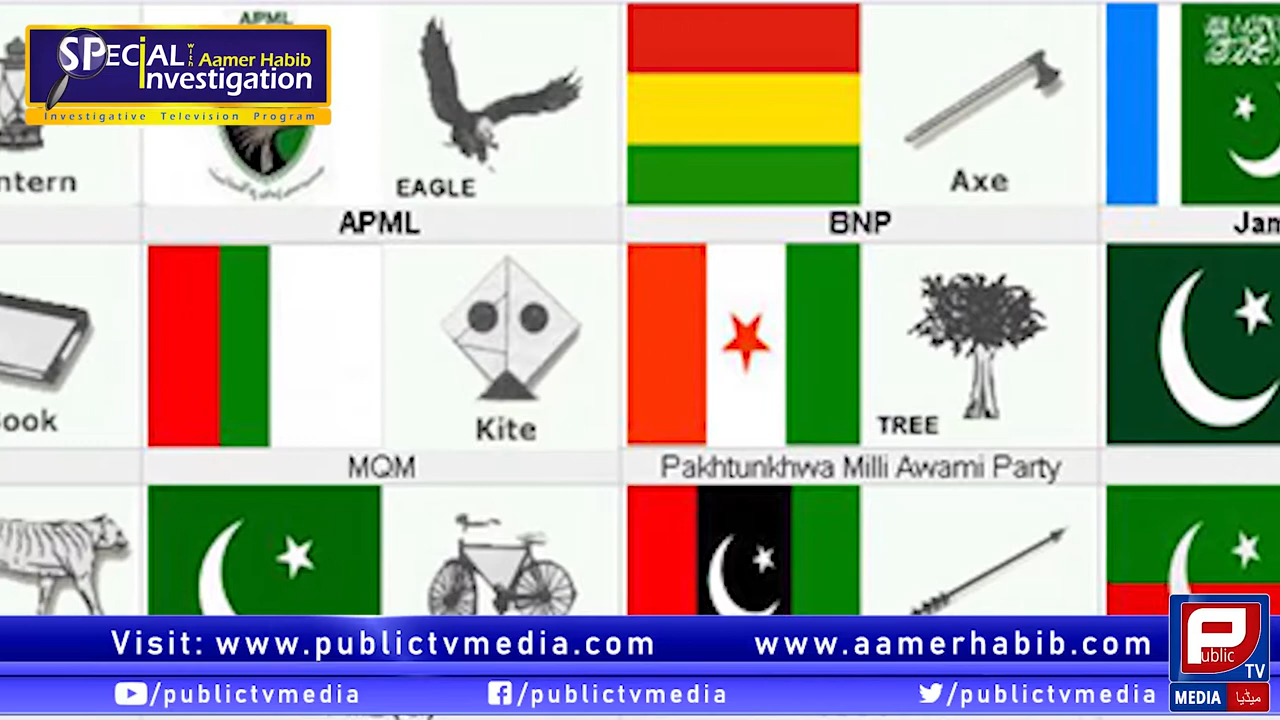 APML
SPECiAL with Aamer Habib
investigation
Investigative Television Program
ntern
EAGLE
Axe
APML
BNP
Jam
ook
Kite
TREE
MQM
Pakhtunkhwa Milli Awami Party
Visit: www.publictvmedia.com
www.aamerhabib.com
/publictvmedia
/publictvmedia
/publictvmedia
Public
TV
MEDIA میڈیا